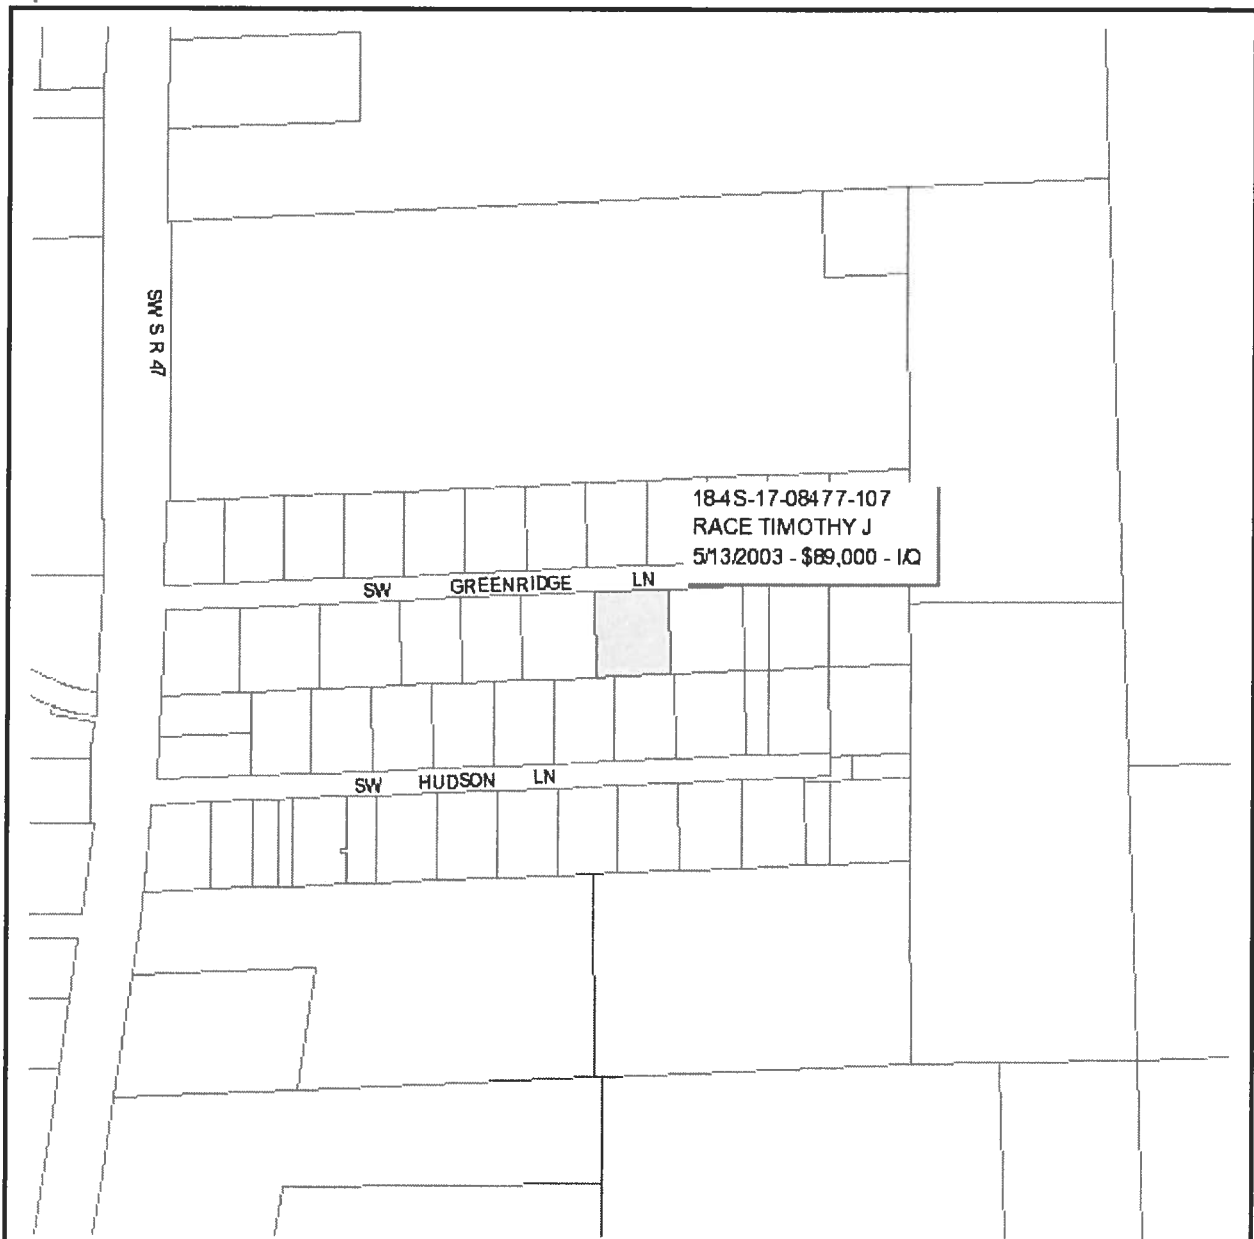 SW S R 47
18-4S-17-08477-107
RACE TIMOTHY J
5/13/2003 - $89,000 - I/Q
SW GREENRIDGE LN
SW HUDSON LN